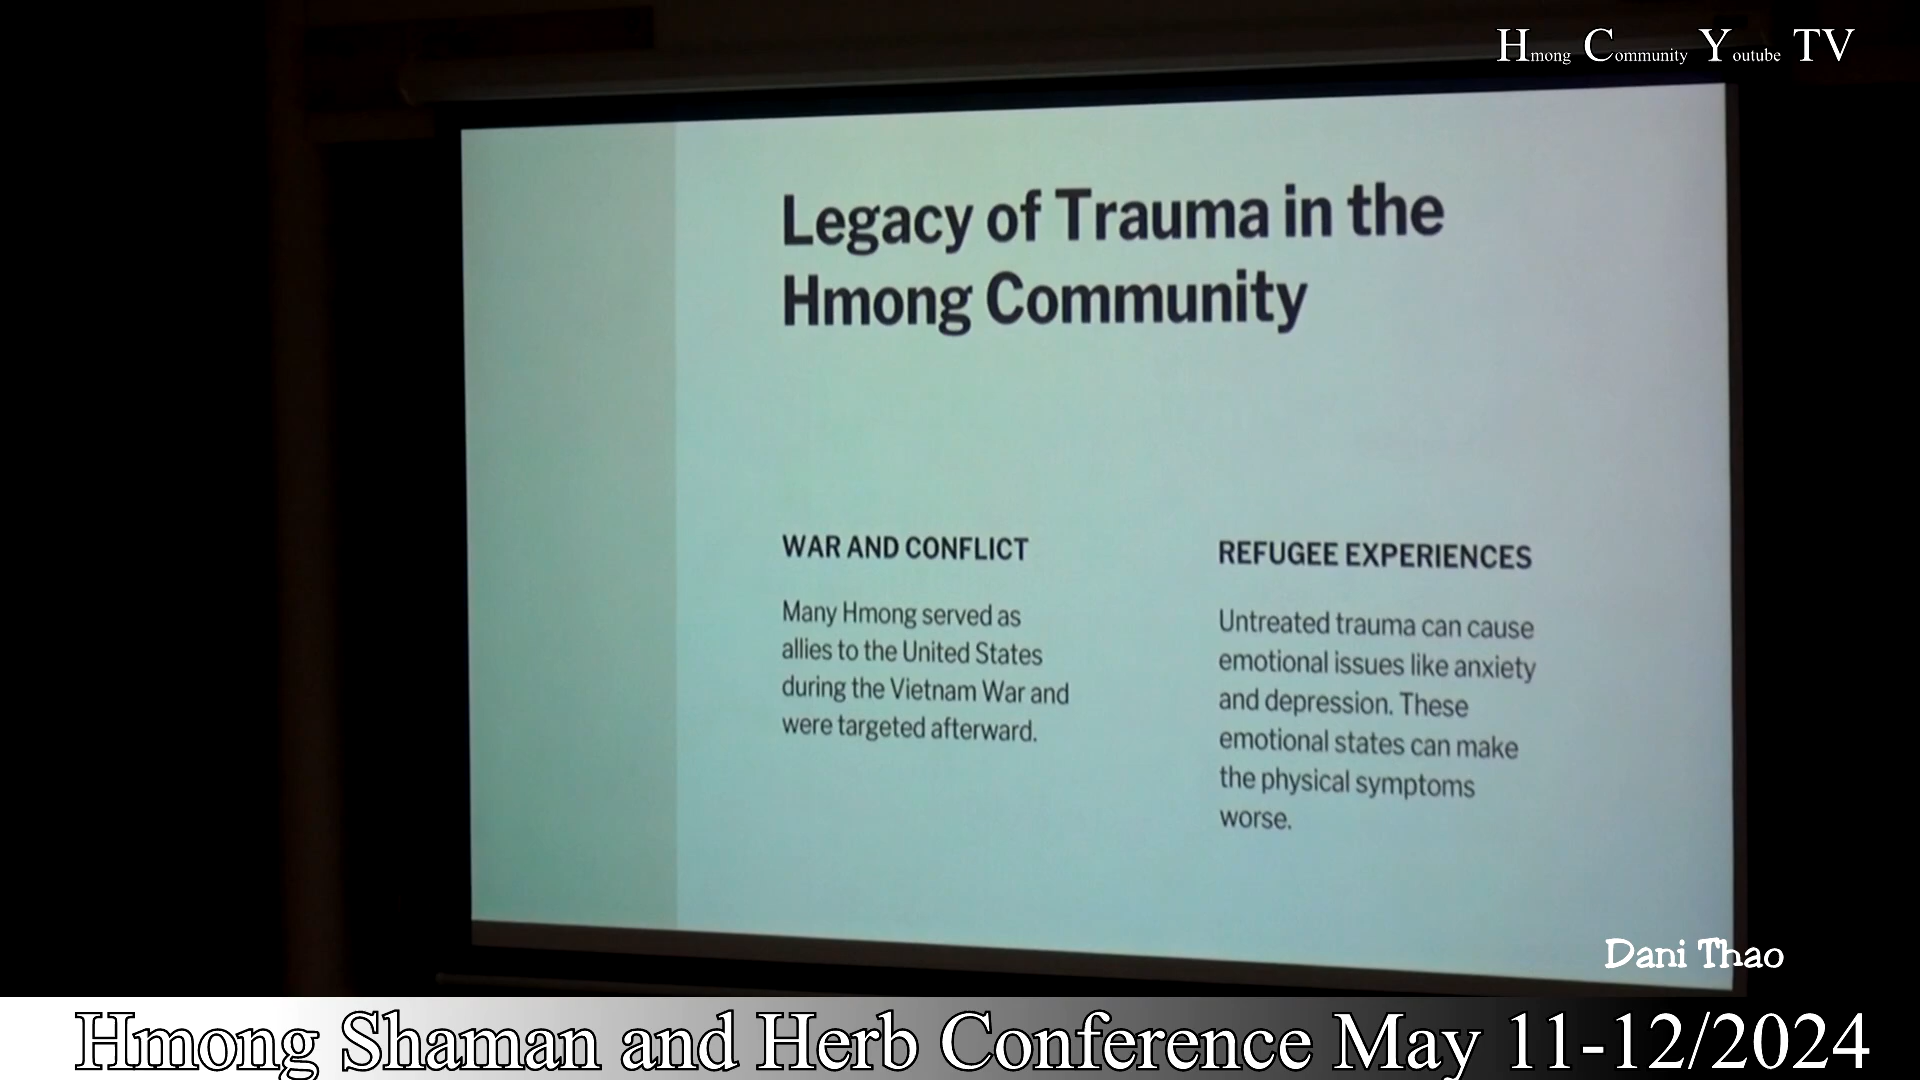 Hmong Community Youtube TV
Legacy of Trauma in the
Hmong Community
WAR AND CONFLICT
Many Hmong served as
allies to the United States
during the Vietnam War and
were targeted afterward.
REFUGEE EXPERIENCES
Untreated trauma can cause
emotional issues like anxiety
and depression. These
emotional states can make
the physical symptoms
worse.
Dani Thao
Hmong Shaman and Herb Conference May 11-12/2024